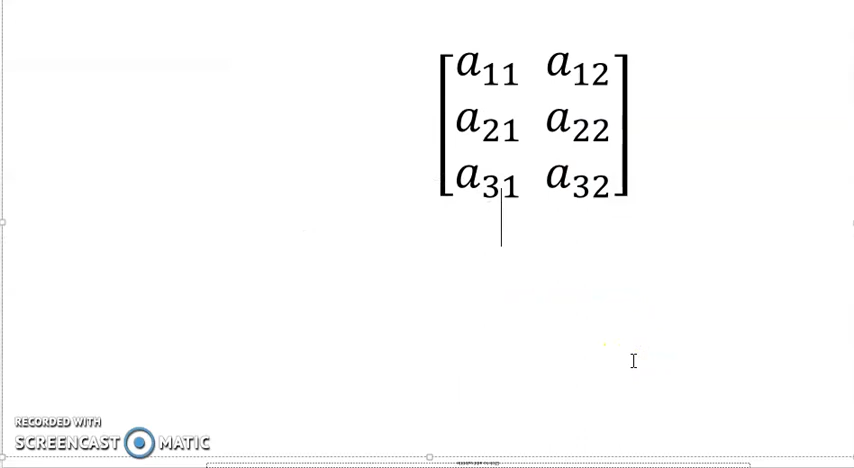 a₁₁ a₁₂
a₂₁ a₂₂
a₃₁ a₃₂
RECORDED WITH
SCREENCAST MATIC